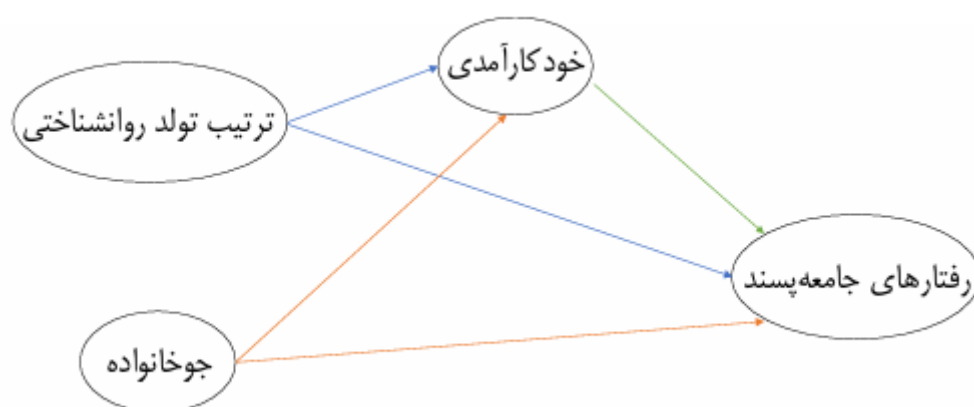 خودکارآمدی
ترتیب تولد روانشناختی
رفتارهای جامعه‌پسند
جوخانواده